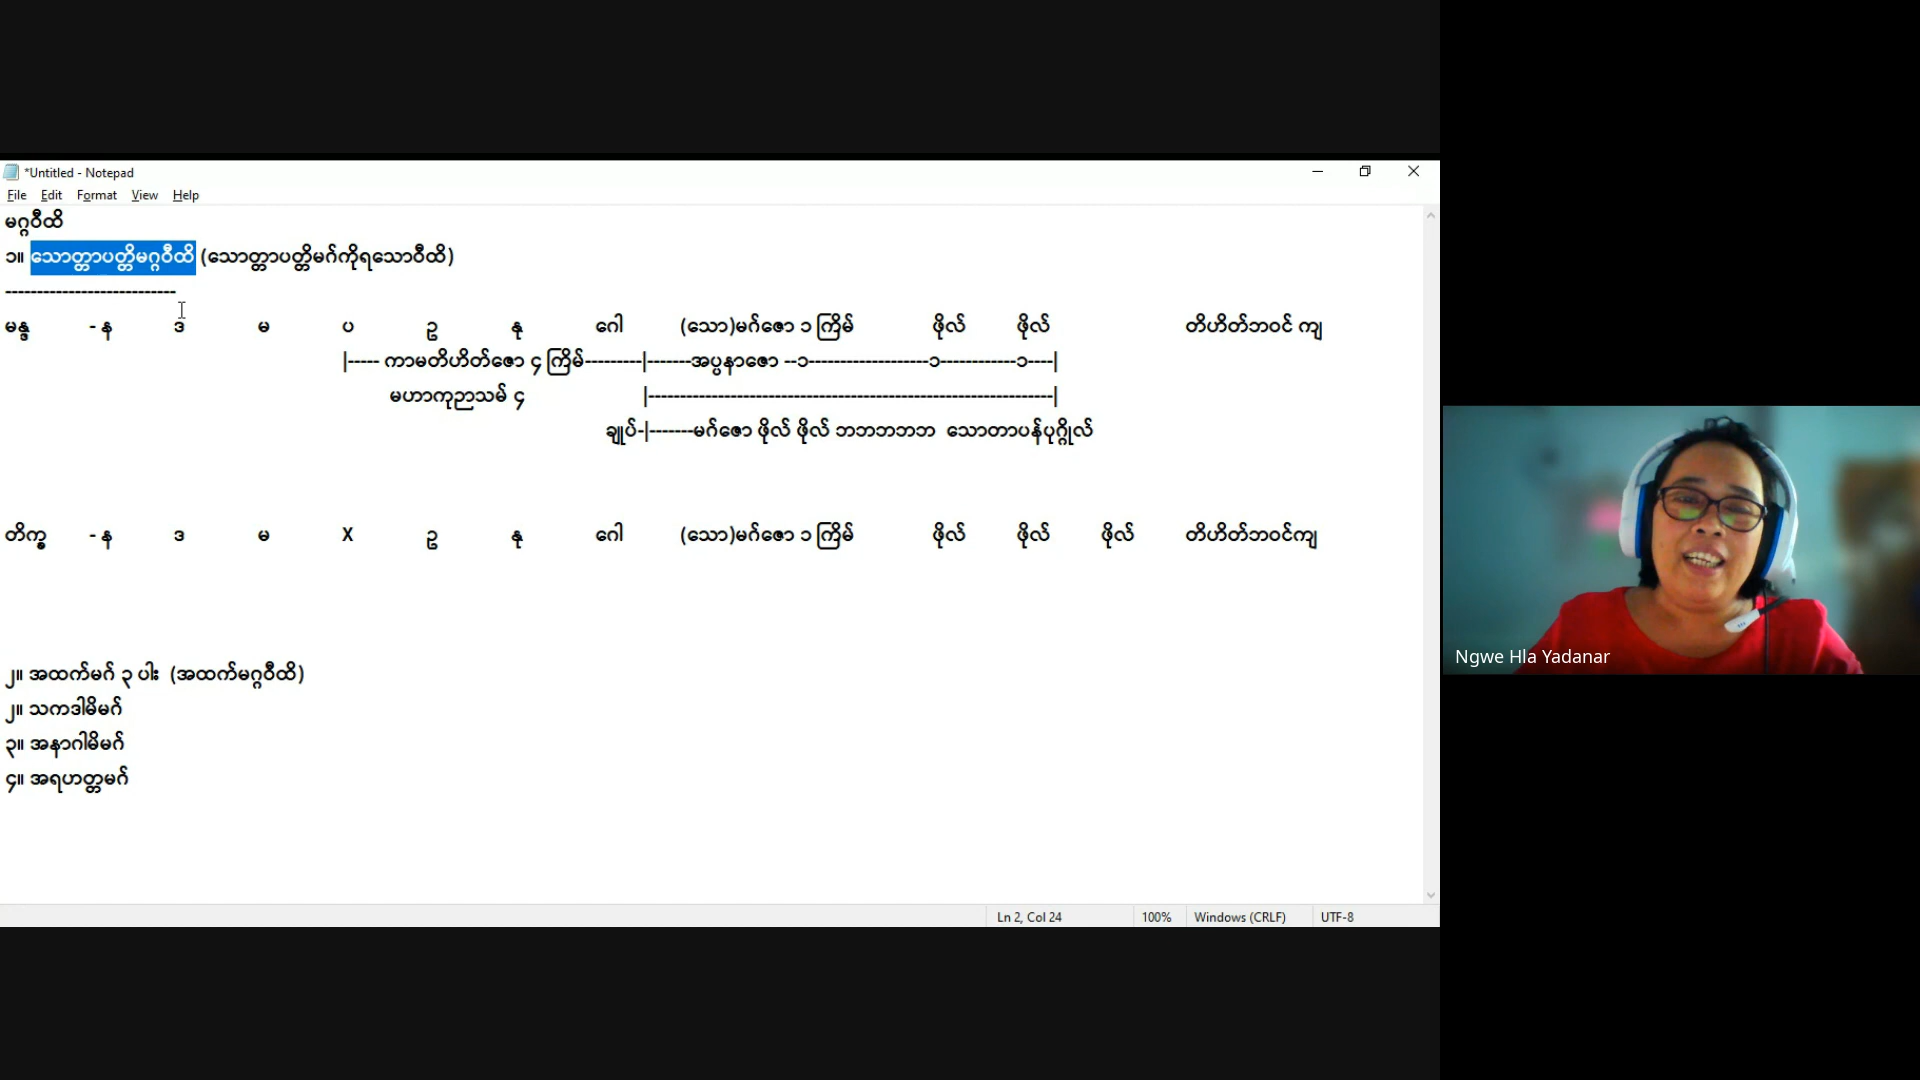 *Untitled - Notepad
File Edit Format View Help
မဂ္ဂဝီထိ
၁။ သောတ္တာပတ္တိမဂ္ဂဝီထိ (သောတ္တာပတ္တိမဂ်ကိုရသောဝီထိ)
---------------------------
မန္ဒ - န ဒ မ ပ ဥ နု ဂေါ (သော)မဂ်ဇော ၁ ကြိမ် ဖိုလ် ဖိုလ် တိဟိတ်ဘဝင် ကျ
|----- ကာမတိဟိတ်ဇော ၄ ကြိမ်---------|-------အပ္ပနာဇော --၁-------------------၁------------၁----|
မဟာကုဉာသမ် ၄ |----------------------------------------------------------------|
ချုပ်-|-------မဂ်ဇော ဖိုလ် ဖိုလ် ဘဘဘဘဘ သောတာပန်ပုဂ္ဂိုလ်
တိက္ခ - န ဒ မ X ဥ နု ဂေါ (သော)မဂ်ဇော ၁ ကြိမ် ဖိုလ် ဖိုလ် ဖိုလ် တိဟိတ်ဘဝင်ကျ
၂။ အထက်မဂ် ၃ ပါး (အထက်မဂ္ဂဝီထိ)
၂။ သကဒါမိမဂ်
၃။ အနာဂါမိမဂ်
၄။ အရဟတ္တမဂ်
Ln 2, Col 24 100% Windows (CRLF) UTF-8
Ngwe Hla Yadanar